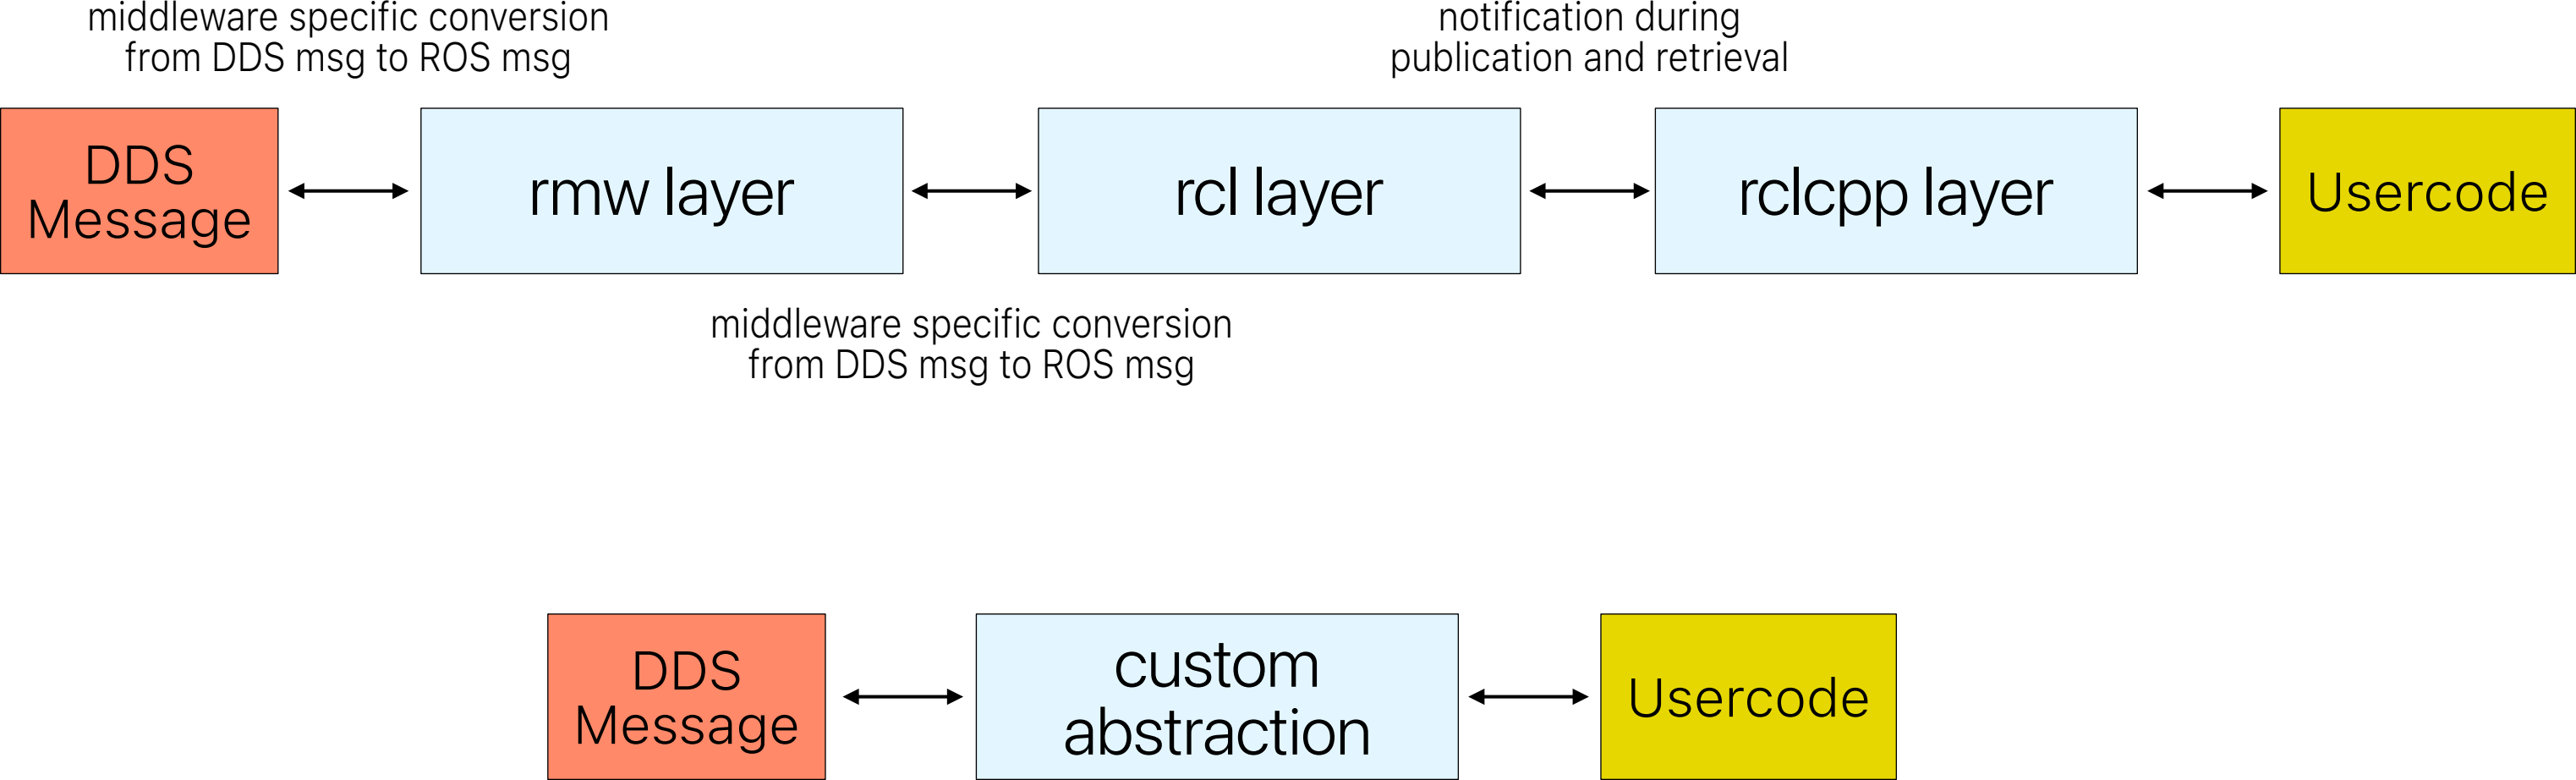 middleware specific conversion
from DDS msg to ROS msg
notification during
publication and retrieval
DDS
Message
rmw layer
rcl layer
rclcpp layer
Usercode
middleware specific conversion
from DDS msg to ROS msg
DDS
Message
custom
abstraction
Usercode